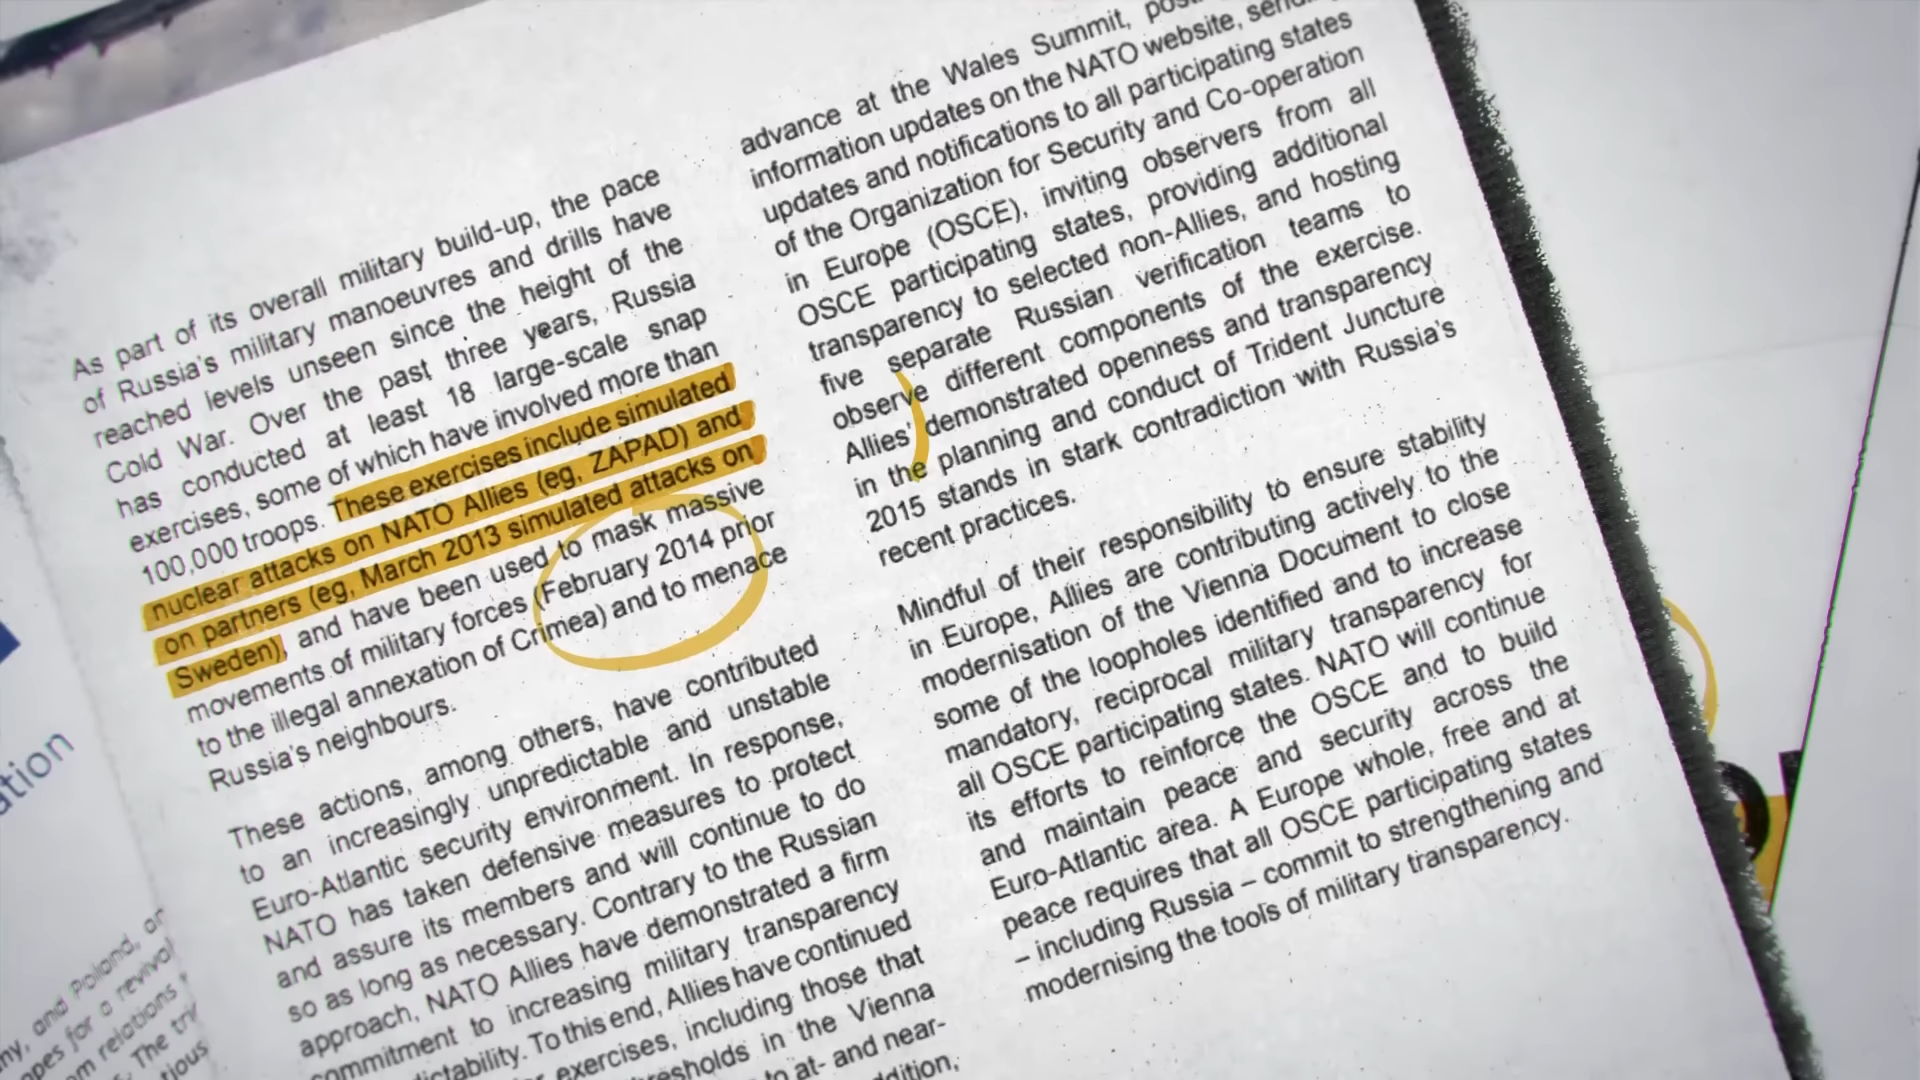 As part of its overall military build-up, the pace
of Russia's military manoeuvres and drills have
reached levels unseen since the height of the
Cold War. Over the past three years, Russia
has conducted at least 18 large-scale snap
exercises, some of which have involved more than
100,000 troops. These exercises include simulated
nuclear attacks on NATO Allies (eg, ZAPAD) and
on partners (eg, March 2013 simulated attacks on
Sweden), and have been used to mask massive
movements of military forces (February 2014 prior
to the illegal annexation of Crimea) and to menace
Russia's neighbours.
These actions, among others, have contributed
to an increasingly unpredictable and unstable
Euro-Atlantic security environment. In response,
NATO has taken defensive measures to protect
and assure its members and will continue to do
so as long as necessary. Contrary to the Russian
approach, NATO Allies have demonstrated a firm
commitment to increasing military transparency
To this end, Allies have continued
exercises, including those that
in the Vienna
to at- and near-
advance at the Wales Summit,
information updates on the NATO website,
updates and notifications to all participating states
of the Organization for Security and Co-operation
in Europe (OSCE), inviting observers from all
OSCE participating states, providing additional
transparency to selected non-Allies, and hosting
five separate Russian verification teams to
observe different components of the exercise.
Allies' demonstrated openness and transparency
in the planning and conduct of Trident Juncture
2015 stands in stark contradiction with Russia's
recent practices.
Mindful of their responsibility to ensure stability
in Europe, Allies are contributing actively to the
modernisation of the Vienna Document to close
some of the loopholes identified and to increase
mandatory, reciprocal military transparency for
all OSCE participating states. NATO will continue
its efforts to reinforce the OSCE and to build
and maintain peace and security across the
Euro-Atlantic area. A Europe whole, free and at
peace requires that all OSCE participating states
– including Russia – commit to strengthening and
modernising the tools of military transparency.
and Poland,
for a revival
relations
The try